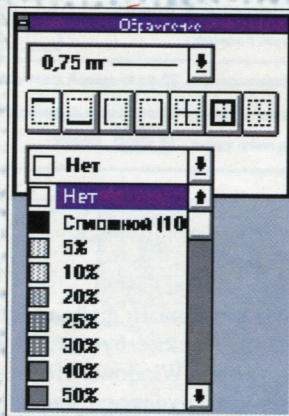 Обрамление
0,75 пт
Нет
Нет
Сплошной (10
5%
10%
20%
25%
30%
40%
50%